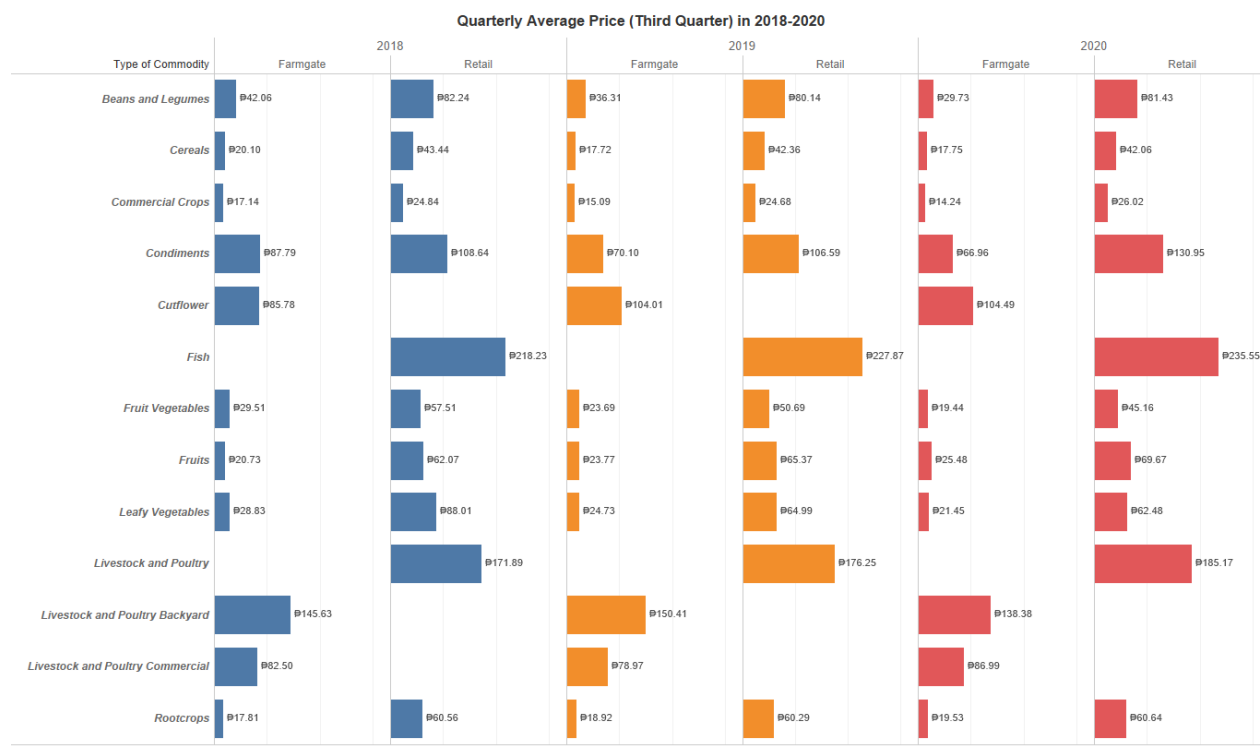 Quarterly Average Price (Third Quarter) in 2018-2020
2018 2019 2020
Type of Commodity Farmgate Retail Farmgate Retail Farmgate Retail
Beans and Legumes ₱42.06 ₱82.24 ₱36.31 ₱80.14 ₱29.73 ₱81.43
Cereals ₱20.10 ₱43.44 ₱17.72 ₱42.36 ₱17.75 ₱42.06
Commercial Crops ₱17.14 ₱24.84 ₱15.09 ₱24.68 ₱14.24 ₱26.02
Condiments ₱87.79 ₱108.64 ₱70.10 ₱106.59 ₱66.96 ₱130.95
Cutflower ₱85.78 ₱104.01 ₱104.49
Fish ₱218.23 ₱227.87 ₱235.55
Fruit Vegetables ₱29.51 ₱57.51 ₱23.69 ₱50.69 ₱19.44 ₱45.16
Fruits ₱20.73 ₱62.07 ₱23.77 ₱65.37 ₱25.48 ₱69.67
Leafy Vegetables ₱28.83 ₱88.01 ₱24.73 ₱64.99 ₱21.45 ₱62.48
Livestock and Poultry ₱171.89 ₱176.25 ₱185.17
Livestock and Poultry Backyard ₱145.63 ₱150.41 ₱138.38
Livestock and Poultry Commercial ₱82.50 ₱78.97 ₱86.99
Rootcrops ₱17.81 ₱60.56 ₱18.92 ₱60.29 ₱19.53 ₱60.64